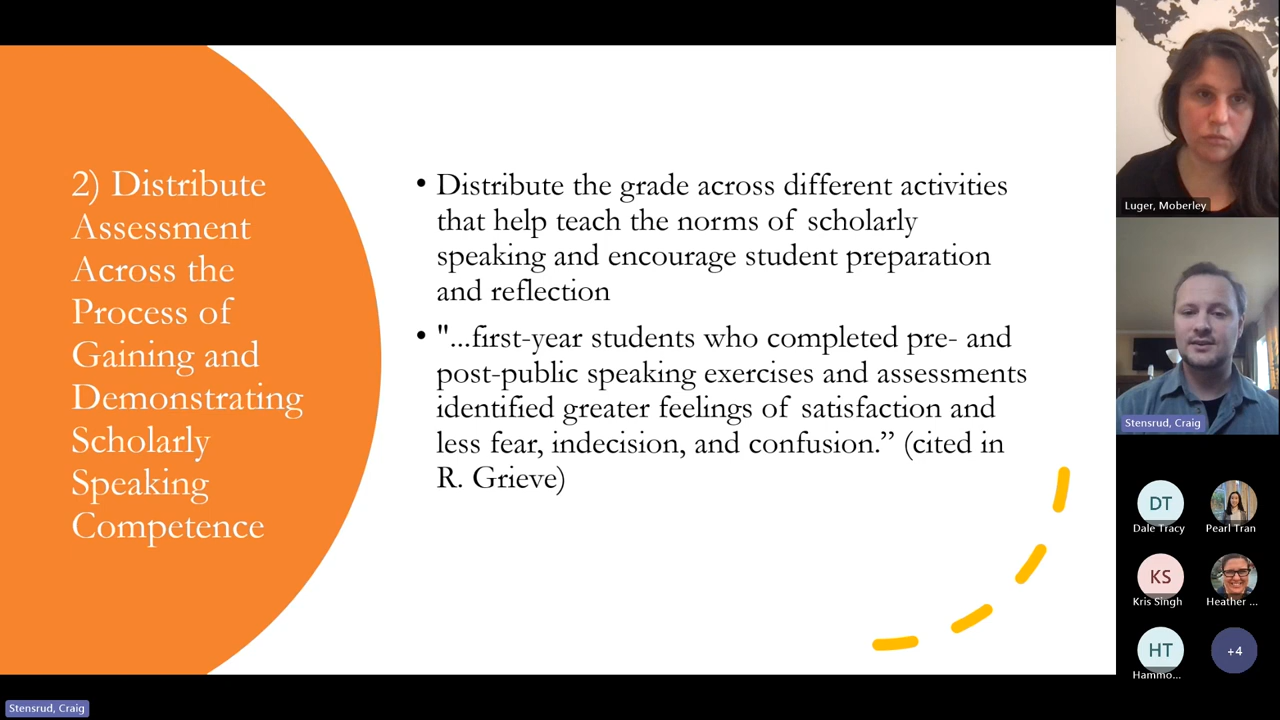 2) Distribute
Assessment
Across the
Process of
Gaining and
Demonstrating
Scholarly
Speaking
Competence
• Distribute the grade across different activities
that help teach the norms of scholarly
speaking and encourage student preparation
and reflection
• "...first-year students who completed pre- and
post-public speaking exercises and assessments
identified greater feelings of satisfaction and
less fear, indecision, and confusion.” (cited in
R. Grieve)
Luger, Moberley
Stensrud, Craig
DT
Dale Tracy
Pearl Tran
KS
Kris Singh
Heather ...
HT
Hammo...
+4
Stensrud, Craig